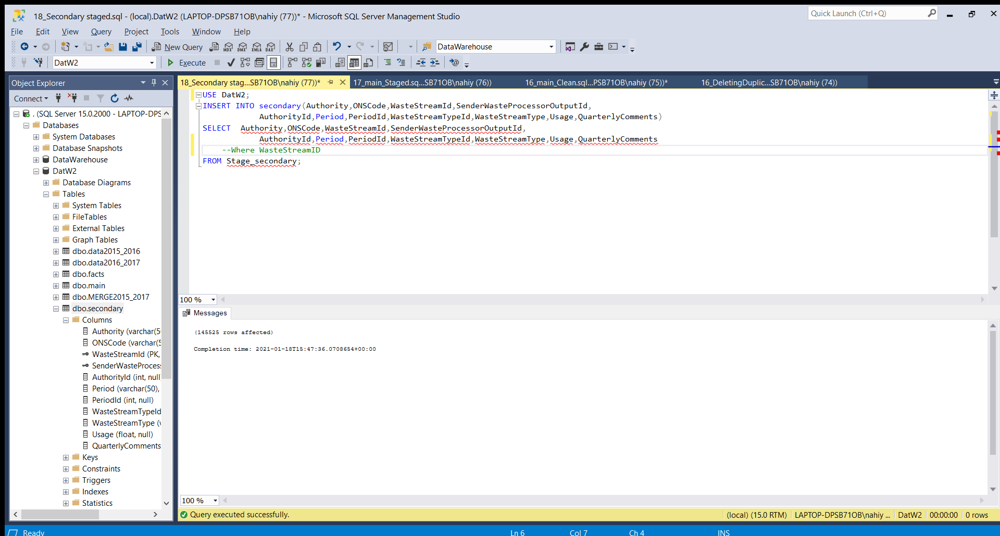 18_Secondary staged.sql - (local).DatW2 (LAPTOP-DPSB71OB\nahiy (77))* - Microsoft SQL Server Management Studio
Quick Launch (Ctrl+Q)
File Edit View Query Project Tools Window Help
New Query MDX DMX XMLA DAX DataWarehouse
DatW2 Execute
Object Explorer
18_Secondary stag...SB71OB\nahiy (77))* 17_main_Staged.sq...SB71OB\nahiy (76)) 16_main_Clean.sql...PSB71OB\nahiy (75))* 16_DeletingDuplic...SB71OB\nahiy (74))
Connect
. (SQL Server 15.0.2000 - LAPTOP-DPS
Databases
System Databases
Database Snapshots
DataWarehouse
DatW2
Database Diagrams
Tables
System Tables
FileTables
External Tables
Graph Tables
dbo.data2015_2016
dbo.data2016_2017
dbo.facts
dbo.main
dbo.MERGE2015_2017
dbo.secondary
Columns
Authority (varchar(5
ONSCode (varchar(5
WasteStreamId (PK,
SenderWasteProcess
AuthorityId (int, null
Period (varchar(50),
PeriodId (int, null)
WasteStreamTypeId
WasteStreamType (v
Usage (float, null)
QuarterlyComments
Keys
Constraints
Triggers
Indexes
Statistics
USE DatW2;
INSERT INTO secondary(Authority,ONSCode,WasteStreamId,SenderWasteProcessorOutputId,
AuthorityId,Period,PeriodId,WasteStreamTypeId,WasteStreamType,Usage,QuarterlyComments)
SELECT Authority,ONSCode,WasteStreamId,SenderWasteProcessorOutputId,
AuthorityId,Period,PeriodId,WasteStreamTypeId,WasteStreamType,Usage,QuarterlyComments
--Where WasteStreamID
FROM Stage_secondary;
100 %
Messages
(145525 rows affected)
Completion time: 2021-01-18T15:47:36.0708654+00:00
100 %
Query executed successfully. (local) (15.0 RTM) LAPTOP-DPSB71OB\nahiy ... DatW2 00:00:00 0 rows
Ready Ln 6 Col 7 Ch 4 INS